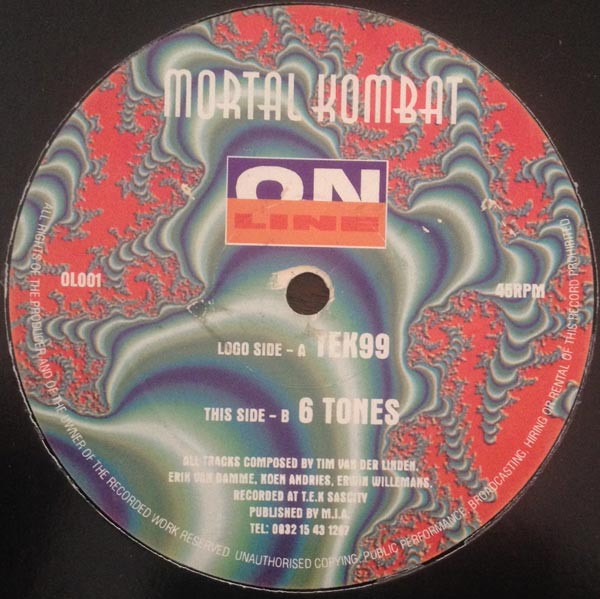 MORTAL KOMBAT
ON
LINE
OL001
45RPM
LOGO SIDE - A TEK99
THIS SIDE - B 6 TONES
ALL TRACKS COMPOSED BY TIM VAN DER LINDEN,
ERIK VAN DAMME, KOEN ANDRIES, ERWIN WILLEMANS.
RECORDED AT T.E.K SASCITY
PUBLISHED BY M.I.A.
TEL: 0032 15 43 1287
ALL RIGHTS OF THE PRODUCER AND OF THE OWNER OF THE RECORDED WORK RESERVED. UNAUTHORISED COPYING, PUBLIC PERFORMANCE, BROADCASTING, HIRING OR RENTAL OF THIS RECORD PROHIBITED